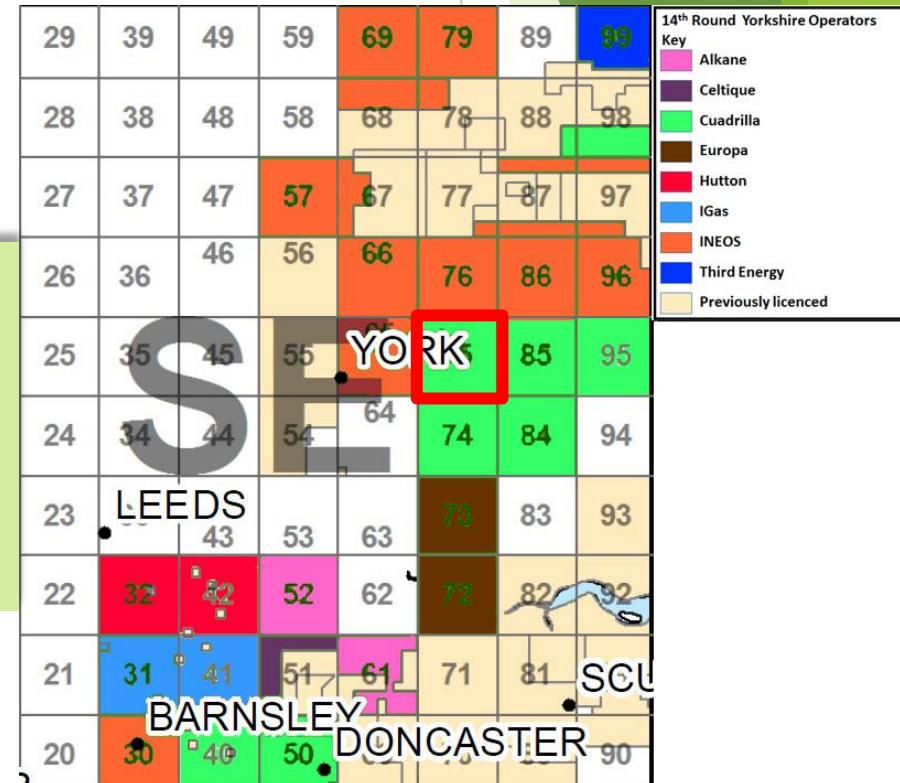 29 39 49 59 69 79 89 99
28 38 48 58 68 78 88 98
27 37 47 57 67 77 87 97
26 36 46 56 66 76 86 96
25 35 45 55 65 YORK 85 95
SE
24 34 44 54 64 74 84 94
LEEDS
23 43 53 63 73 83 93
22 32 42 52 62 72 82 92
21 31 41 51 61 71 81 SCU
BARNSLEY
DONCASTER
20 30 40 50 90
14th Round Yorkshire Operators
Key
Alkane
Celtique
Cuadrilla
Europa
Hutton
IGas
INEOS
Third Energy
Previously licenced